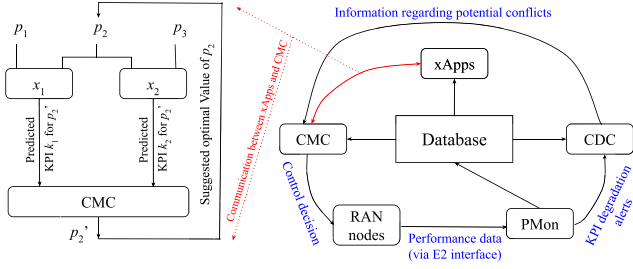 p1
p2
p3
x1
x2
Predicted
KPI k1 for p2'
Predicted
KPI k2 for p2'
CMC
p2'
Suggested optimal Value of p2
Communication between xApps and CMC
Information regarding potential conflicts
xApps
CMC
Database
CDC
Control decision
RAN
nodes
Performance data
(via E2 interface)
PMon
KPI degradation
alerts